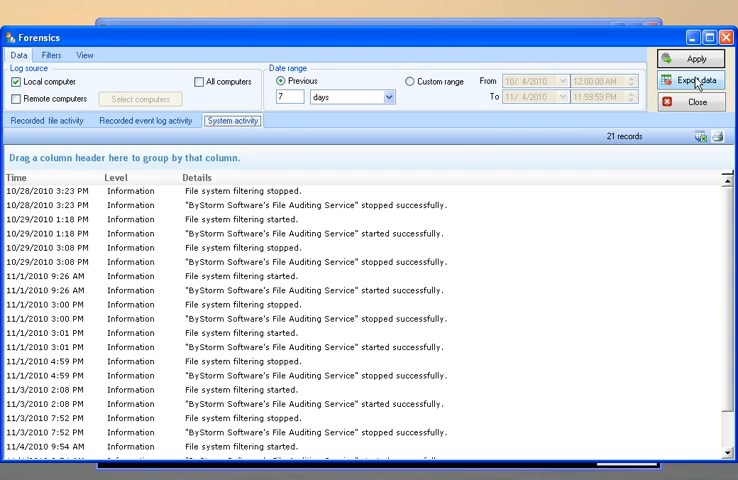 Forensics
Data Filters View
Log source
Local computer All computers
Remote computers Select computers
Date range
Previous Custom range From 10/ 4/2010 12:00:00 AM
7 days To 11/ 4/2010 11:59:59 PM
Apply
Export data
Close
Recorded file activity Recorded event log activity System activity
21 records
Drag a column header here to group by that column.
Time Level Details
10/28/2010 3:23 PM Information File system filtering stopped.
10/28/2010 3:23 PM Information "ByStorm Software's File Auditing Service" stopped successfully.
10/29/2010 1:18 PM Information File system filtering started.
10/29/2010 1:18 PM Information "ByStorm Software's File Auditing Service" started successfully.
10/29/2010 3:08 PM Information File system filtering stopped.
10/29/2010 3:08 PM Information "ByStorm Software's File Auditing Service" stopped successfully.
11/1/2010 9:26 AM Information File system filtering started.
11/1/2010 9:26 AM Information "ByStorm Software's File Auditing Service" started successfully.
11/1/2010 3:00 PM Information File system filtering stopped.
11/1/2010 3:00 PM Information "ByStorm Software's File Auditing Service" stopped successfully.
11/1/2010 3:01 PM Information File system filtering started.
11/1/2010 3:01 PM Information "ByStorm Software's File Auditing Service" started successfully.
11/1/2010 4:59 PM Information File system filtering stopped.
11/1/2010 4:59 PM Information "ByStorm Software's File Auditing Service" stopped successfully.
11/3/2010 2:08 PM Information File system filtering started.
11/3/2010 2:08 PM Information "ByStorm Software's File Auditing Service" started successfully.
11/3/2010 7:52 PM Information File system filtering stopped.
11/3/2010 7:52 PM Information "ByStorm Software's File Auditing Service" stopped successfully.
11/4/2010 9:54 AM Information File system filtering started.